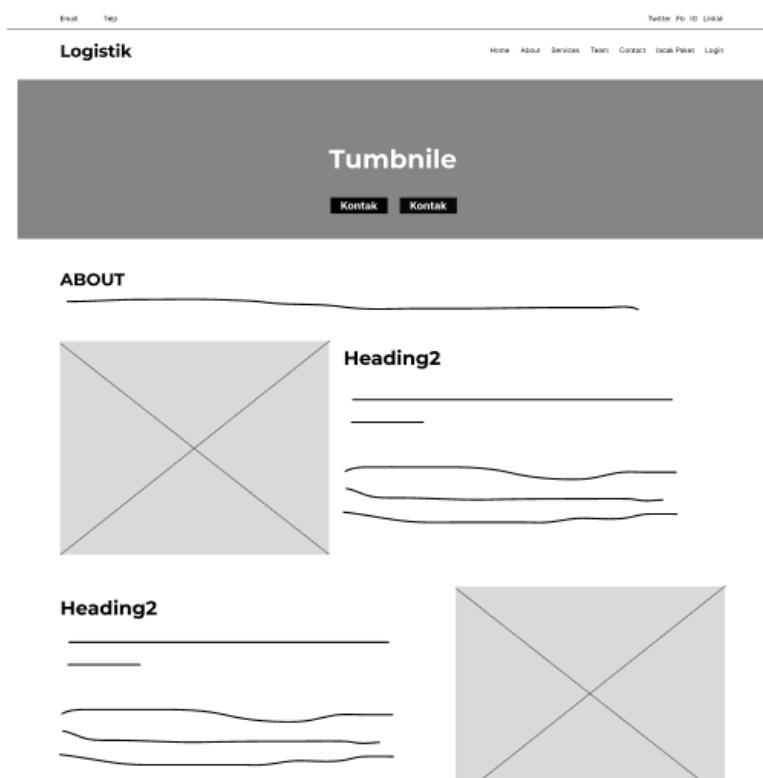 Email Telp Twitter Fb IG LinkId
Logistik
Home About Services Team Contact lacak Paket Login
Tumbnile
Kontak Kontak
ABOUT
Heading2
Heading2